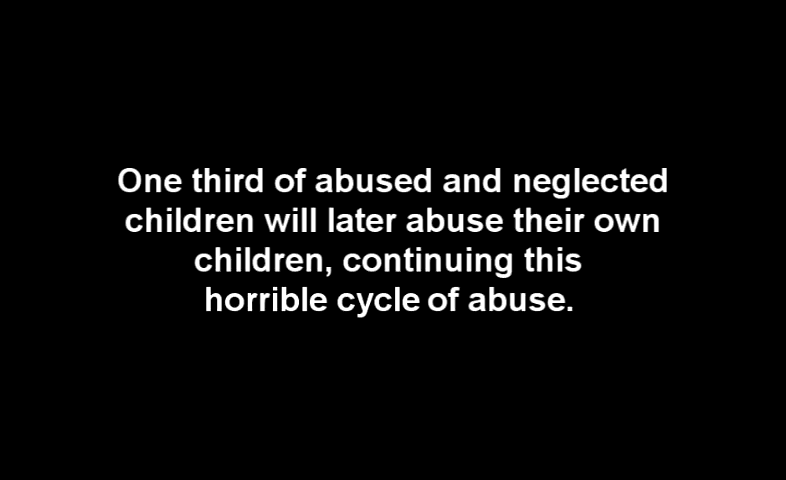 One third of abused and neglected
children will later abuse their own
children, continuing this
horrible cycle of abuse.